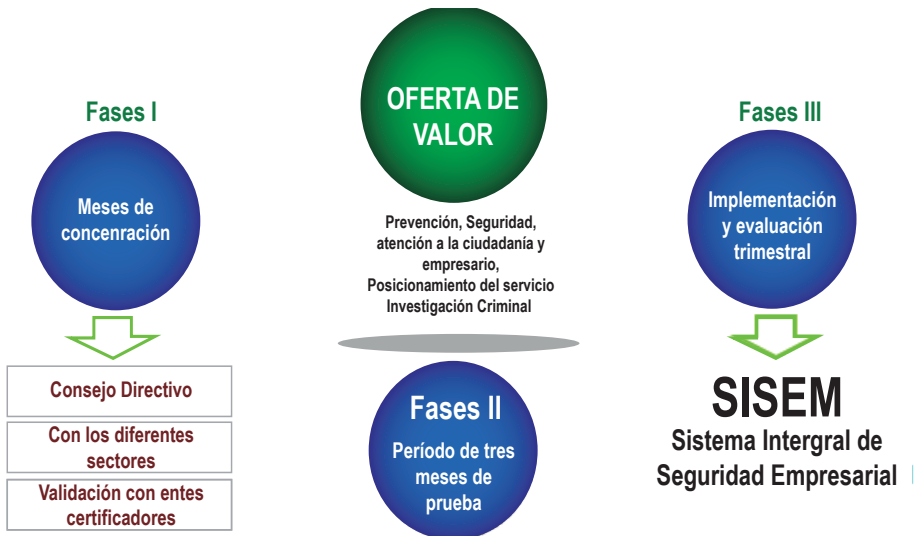 Fases I
Meses de
concenración
Consejo Directivo
Con los diferentes
sectores
Validación con entes
certificadores
OFERTA DE
VALOR
Prevención, Seguridad,
atención a la ciudadanía y
empresario,
Posicionamiento del servicio
Investigación Criminal
Fases II
Período de tres
meses de
prueba
Fases III
Implementación
y evaluación
trimestral
SISEM
Sistema Intergral de
Seguridad Empresarial